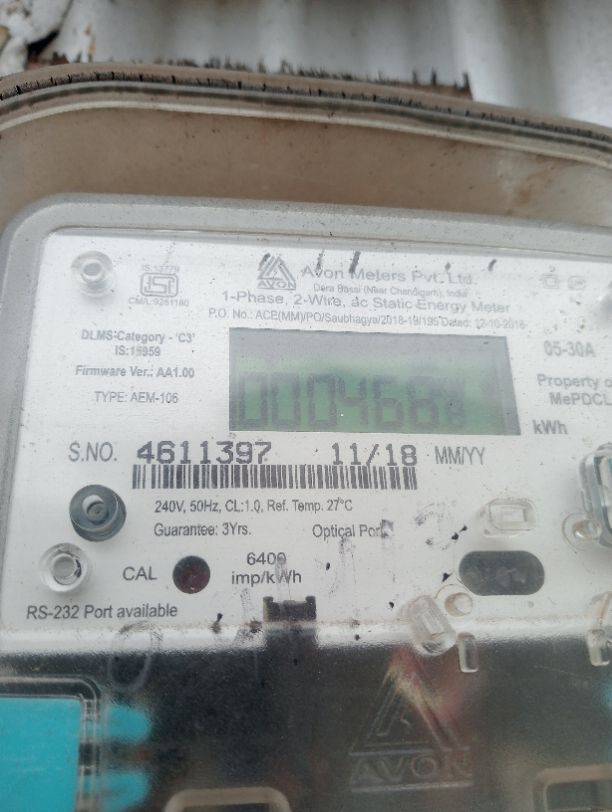 IS 13779
CM/L 9261180
AVON
Avon Meters Pvt. Ltd.
Dera Bassi (Near Chandigarh), India
1-Phase, 2-Wire, ac Static Energy Meter
P.O. No.: ACE(MM)/PO/Saubhagya/2018-19/195 Dated: 12-10-2018
DLMS-Category - 'C3'
IS:15959
Firmware Ver.: AA1.00
TYPE: AEM-106
05-30A
Property of
MePDCL
kWh
S.NO. 4611397 11/18 MM/YY
240V, 50Hz, CL:1.0, Ref. Temp. 27°C
Guarantee: 3Yrs. Optical Port
CAL
6400
imp/kWh
RS-232 Port available
AVON